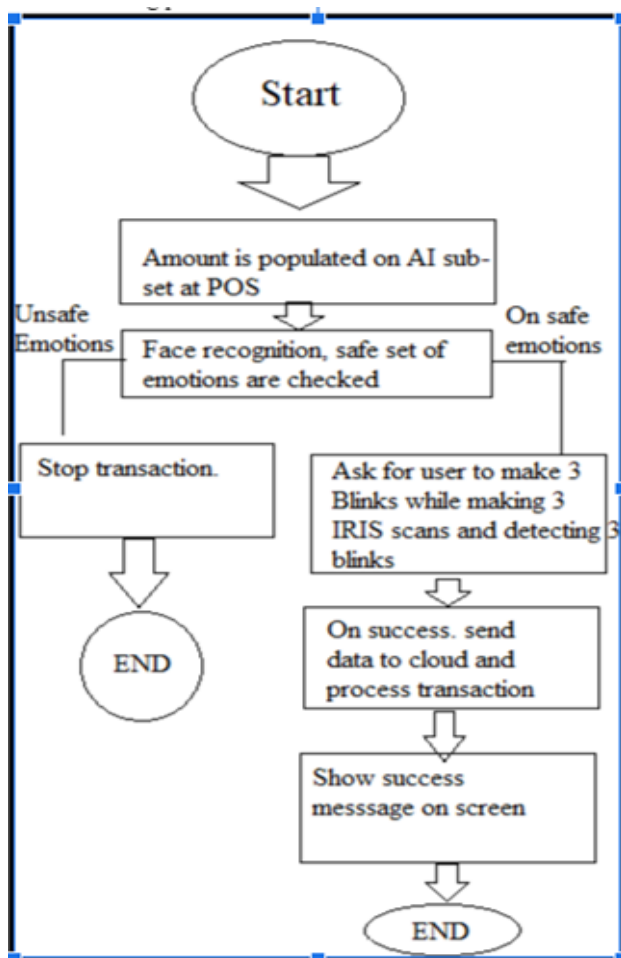 Start
Amount is populated on AI sub-
set at POS
Unsafe
Emotions
On safe
emotions
Face recognition, safe set of
emotions are checked
Stop transaction.
Ask for user to make 3
Blinks while making 3
IRIS scans and detecting 3
blinks
END
On success. send
data to cloud and
process transaction
Show success
messsage on screen
END